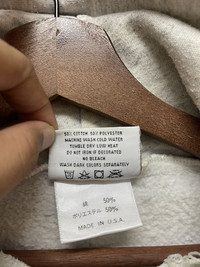 50% COTTON 50% POLYESTER
MACHINE WASH COLD WATER
TUMBLE DRY LOW HEAT
DO NOT IRON IF DECORATED
NO BLEACH
WASH DARK COLORS SEPARATELY
綿 50%
ポリエステル 50%
MADE IN U.S.A.